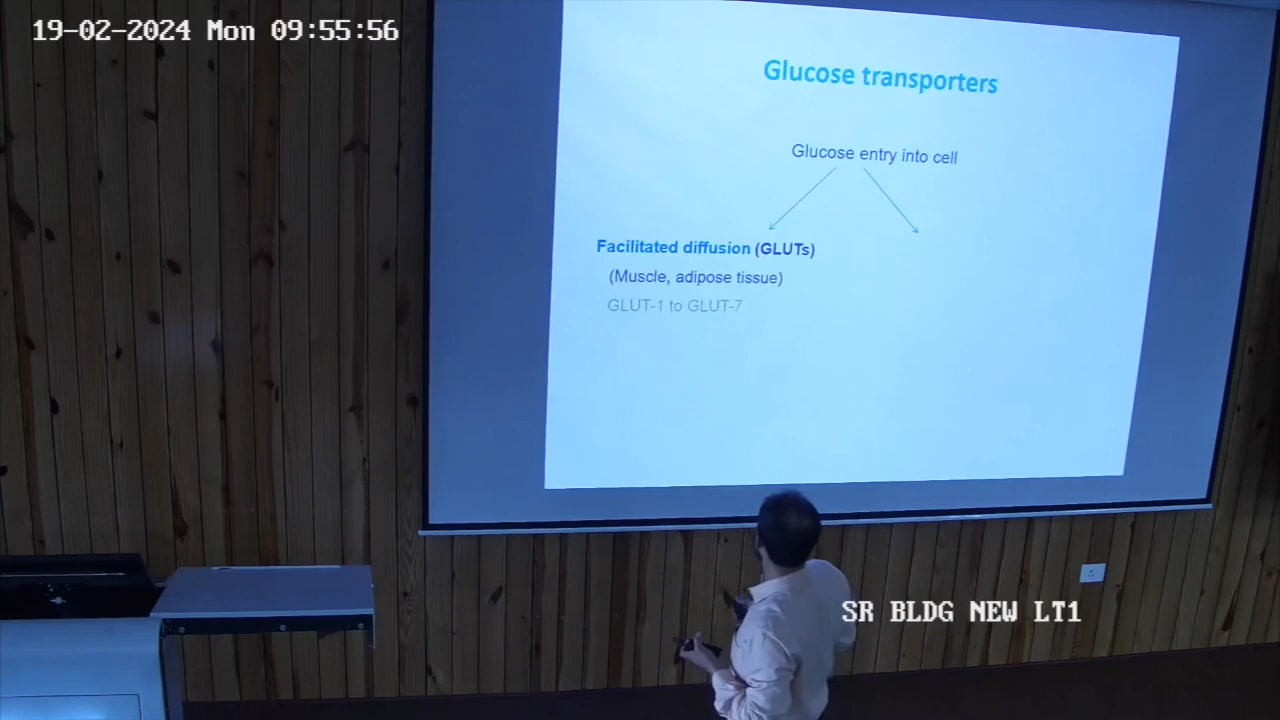 19-02-2024 Mon 09:55:56
Glucose transporters
Glucose entry into cell
Facilitated diffusion (GLUTs)
(Muscle, adipose tissue)
GLUT-1 to GLUT-7
SR BLDG NEW LT1